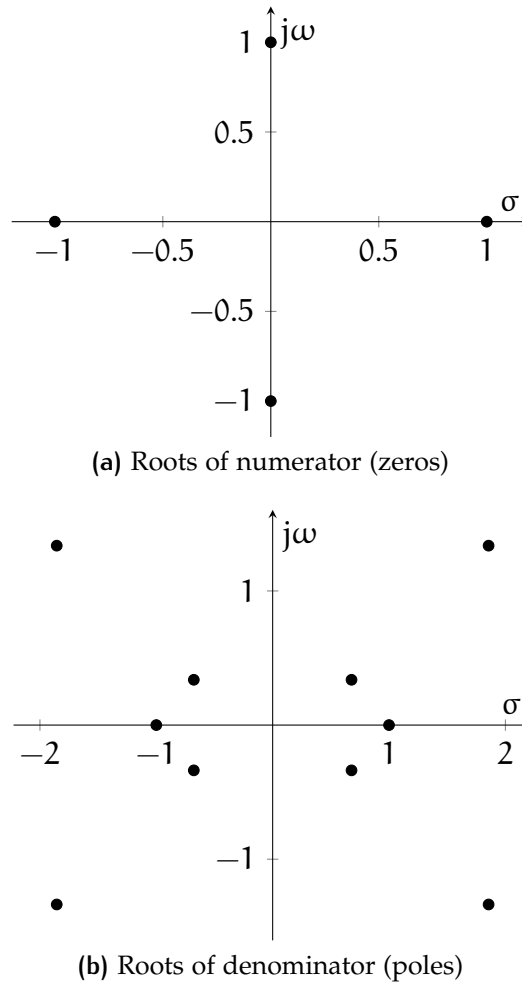 1
jω
0.5
σ
−1
−0.5
0.5
1
−0.5
−1
(a) Roots of numerator (zeros)
jω
1
σ
−2
−1
1
2
−1
(b) Roots of denominator (poles)